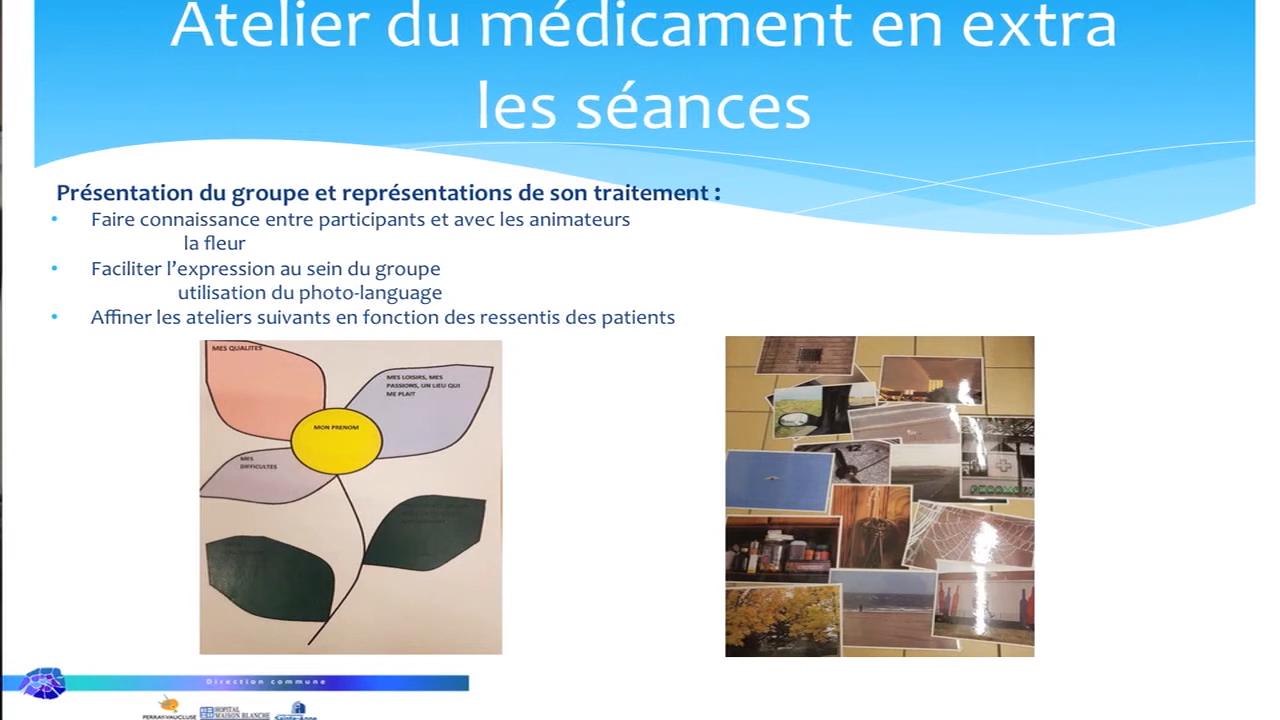 Atelier du médicament en extra
les séances
Présentation du groupe et représentations de son traitement :
• Faire connaissance entre participants et avec les animateurs
la fleur
• Faciliter l’expression au sein du groupe
utilisation du photo-language
• Affiner les ateliers suivants en fonction des ressentis des patients
MES QUALITES
MES LOISIRS, MES
PASSIONS, UN LIEU QUI
ME PLAIT
MON PRENOM
MES
DIFFICULTES
Direction commune
PERRAY-VAUCLUSE
HOPITAL
MAISON BLANCHE
Sainte-Anne